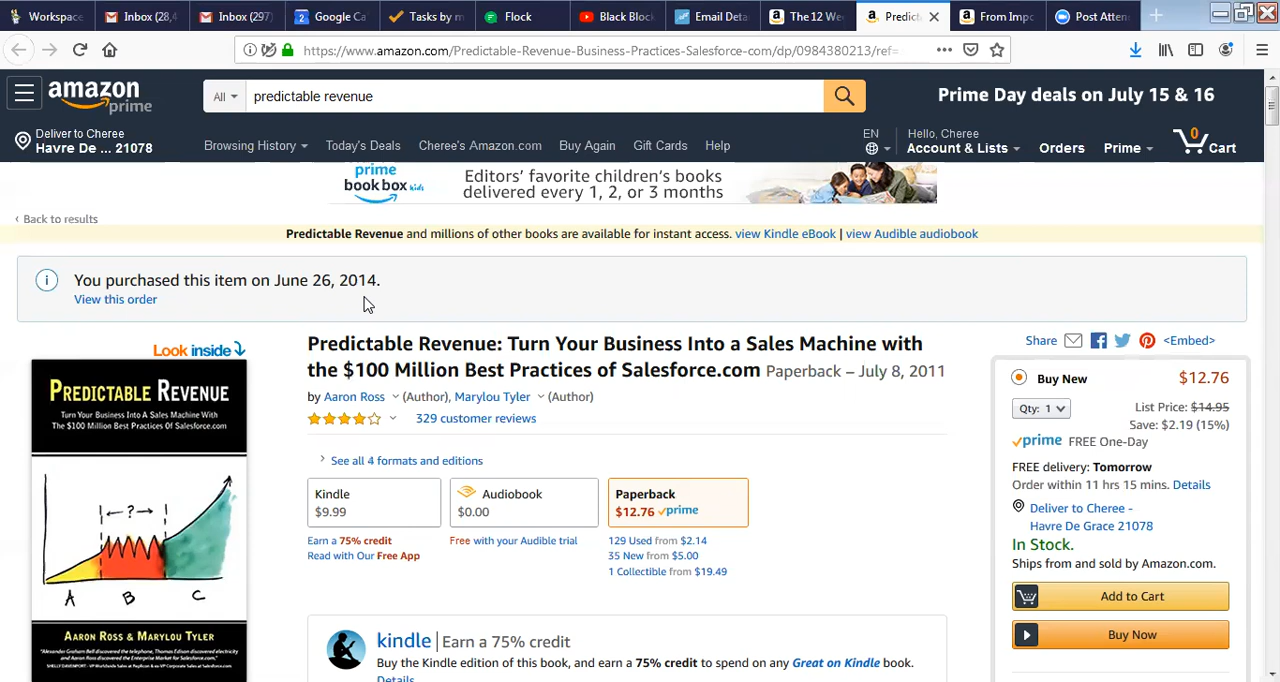 Workspace
Inbox (28,4
Inbox (297)
Google Ca
Tasks by m
Flock
Black Bloc
Email Deta
The 12 We
Predict
From Impo
Post Atten
https://www.amazon.com/Predictable-Revenue-Business-Practices-Salesforce-com/dp/0984380213/ref=
amazon prime
All
predictable revenue
Prime Day deals on July 15 & 16
Deliver to Cheree
Havre De ... 21078
Browsing History
Today's Deals
Cheree's Amazon.com
Buy Again
Gift Cards
Help
EN
Hello, Cheree
Account & Lists
Orders
Prime
0
Cart
prime
book box kids
Editors' favorite children's books
delivered every 1, 2, or 3 months
‹ Back to results
Predictable Revenue and millions of other books are available for instant access. view Kindle eBook | view Audible audiobook
You purchased this item on June 26, 2014.
View this order
Look inside
PREDICTABLE REVENUE
Turn Your Business Into a Sales Machine With
The $100 Million Best Practices Of Salesforce.com
?
A B C
AARON ROSS & MARYLOU TYLER
Predictable Revenue: Turn Your Business Into a Sales Machine with
the $100 Million Best Practices of Salesforce.com Paperback – July 8, 2011
by Aaron Ross (Author), Marylou Tyler (Author)
329 customer reviews
See all 4 formats and editions
Kindle
$9.99
Audiobook
$0.00
Paperback
$12.76 prime
Earn a 75% credit
Read with Our Free App
Free with your Audible trial
129 Used from $2.14
35 New from $5.00
1 Collectible from $19.49
kindle | Earn a 75% credit
Buy the Kindle edition of this book, and earn a 75% credit to spend on any Great on Kindle book.
Details
Share
<Embed>
Buy New
$12.76
Qty: 1
List Price: $14.95
Save: $2.19 (15%)
prime FREE One-Day
FREE delivery: Tomorrow
Order within 11 hrs 15 mins. Details
Deliver to Cheree -
Havre De Grace 21078
In Stock.
Ships from and sold by Amazon.com.
Add to Cart
Buy Now